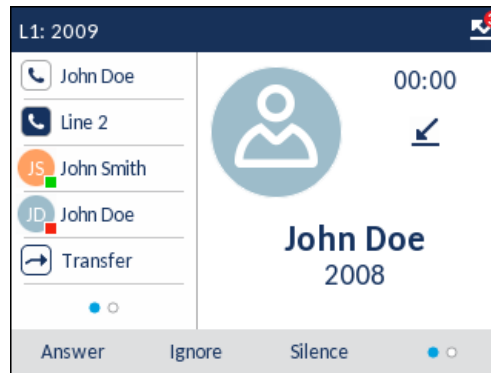 L1: 2009
John Doe
Line 2
JS John Smith
JD John Doe
Transfer
00:00
John Doe
2008
Answer Ignore Silence